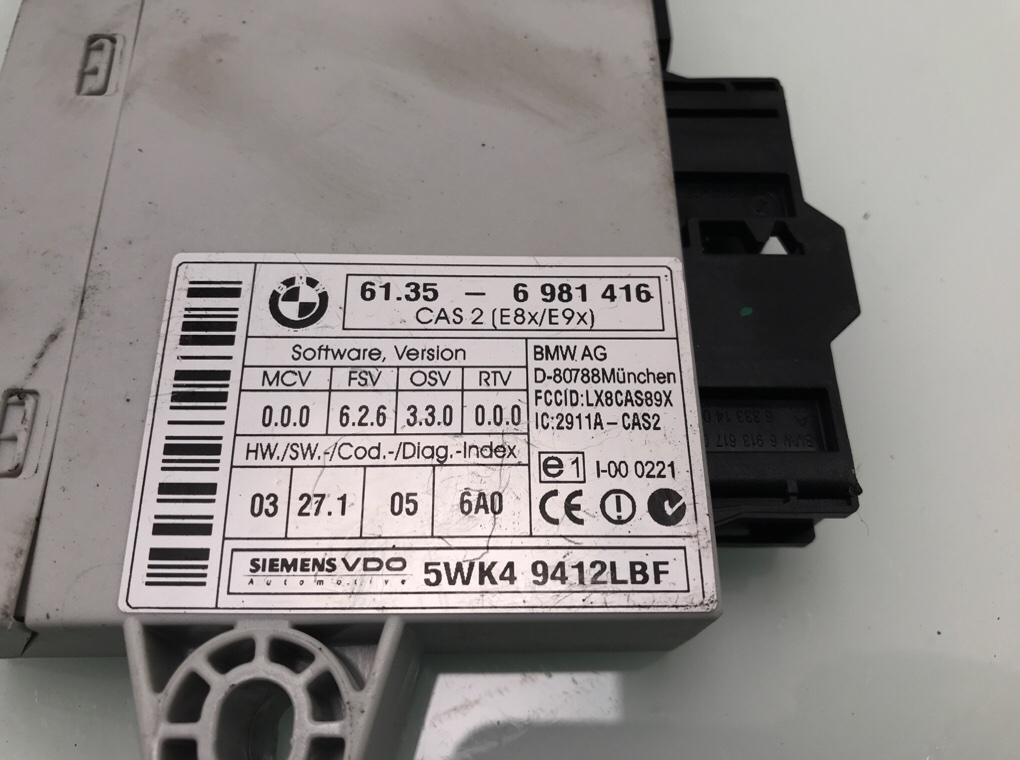 BMW
61.35 – 6 981 416
CAS 2 (E8x/E9x)
Software, Version
MCV FSV OSV RTV
0.0.0 6.2.6 3.3.0 0.0.0
HW./SW.-/Cod.-/Diag.-Index
03 27.1 05 6A0
BMW AG
D-80788München
FCCID:LX8CAS89X
IC:2911A-CAS2
e1 I-00 0221
CE
SIEMENS VDO
Automotive
5WK4 9412LBF